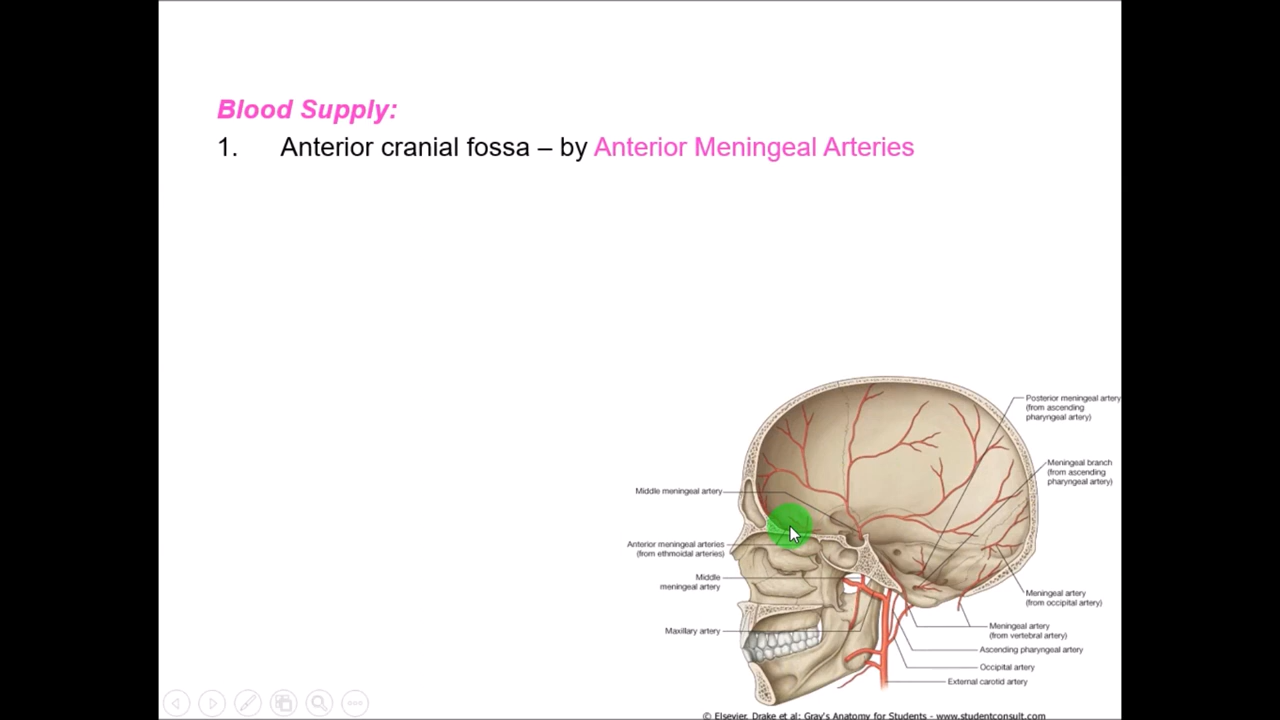 Blood Supply:
1. Anterior cranial fossa – by Anterior Meningeal Arteries
Posterior meningeal artery
(from ascending
pharyngeal artery)
Meningeal branch
(from ascending
pharyngeal artery)
Middle meningeal artery
Anterior meningeal arteries
(from ethmoidal arteries)
Middle
meningeal artery
Meningeal artery
(from occipital artery)
Maxillary artery
Meningeal artery
(from vertebral artery)
Ascending pharyngeal artery
Occipital artery
External carotid artery
© Elsevier, Drake et al: Gray's Anatomy for Students - www.studentconsult.com